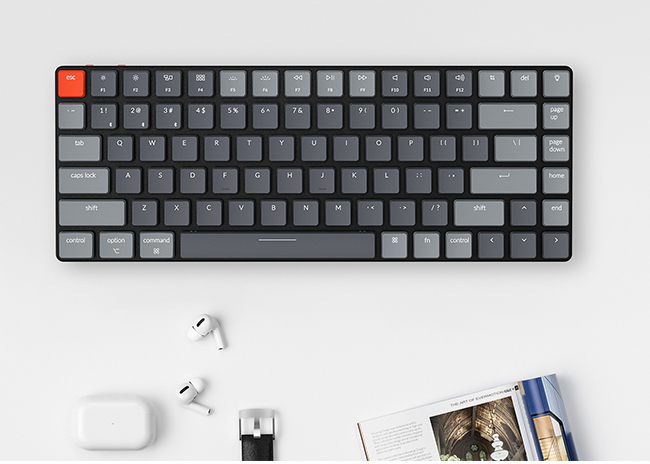 esc F1 F2 F3 F4 F5 F6 F7 F8 F9 F10 F11 F12 del
~ ` 1 ! 2 @ 3 # 4 $ 5 % 6 ^ 7 & 8 * 9 ( 0 ) - — = + page up
tab Q W E R T Y U I O P { [ } ] \ | page down
caps lock A S D F G H J K L : ; " ' home
shift Z X C V B N M , < . > / ? shift end
control option command fn control
THE ART OF EVERMOTION